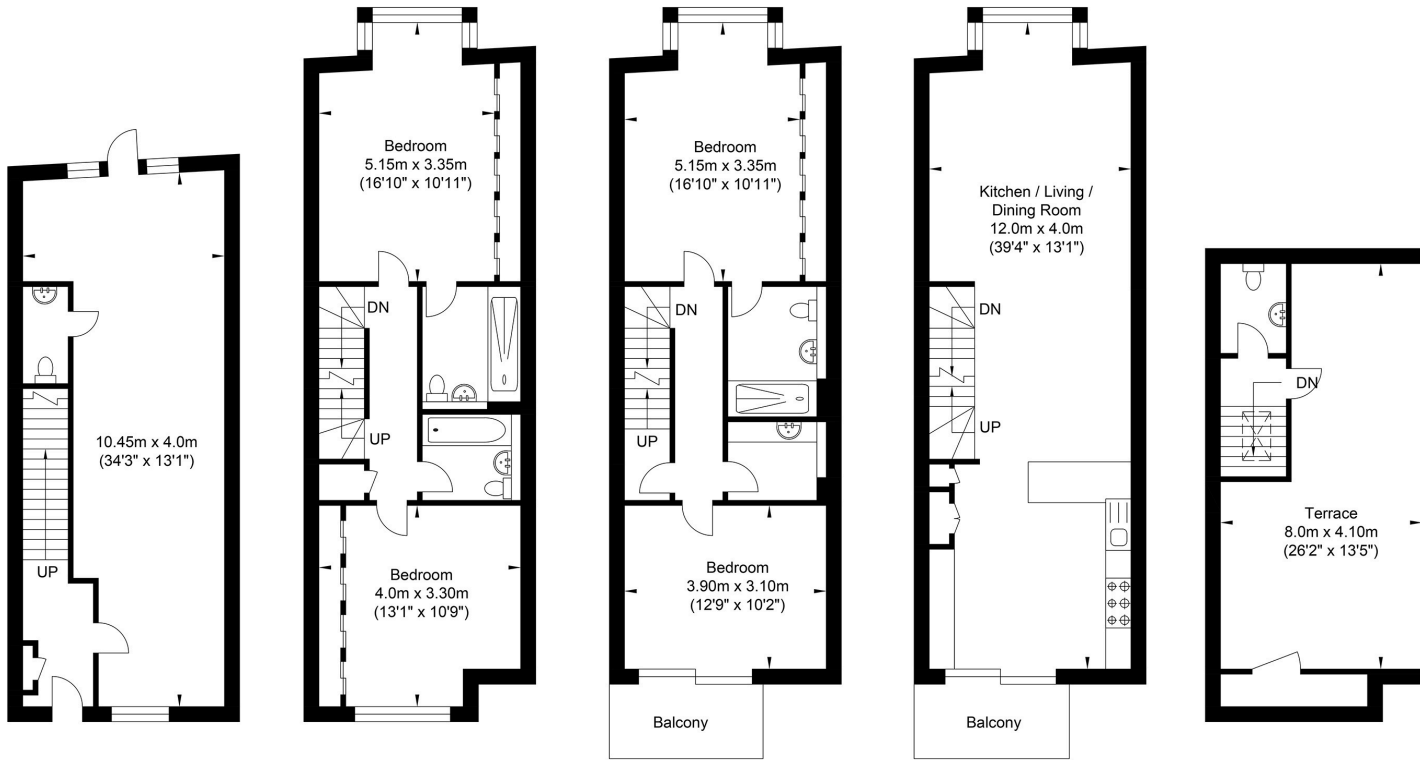 10.45m x 4.0m
(34'3" x 13'1")
UP
Bedroom
5.15m x 3.35m
(16'10" x 10'11")
DN
UP
Bedroom
4.0m x 3.30m
(13'1" x 10'9")
Bedroom
5.15m x 3.35m
(16'10" x 10'11")
DN
UP
Bedroom
3.90m x 3.10m
(12'9" x 10'2")
Balcony
Kitchen / Living /
Dining Room
12.0m x 4.0m
(39'4" x 13'1")
DN
UP
Balcony
DN
Terrace
8.0m x 4.10m
(26'2" x 13'5")